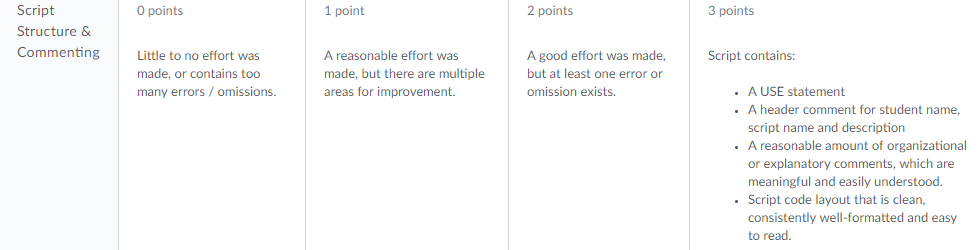 Script
Structure &
Commenting
0 points
Little to no effort was
made, or contains too
many errors / omissions.
1 point
A reasonable effort was
made, but there are multiple
areas for improvement.
2 points
A good effort was made,
but at least one error or
omission exists.
3 points
Script contains:
• A USE statement
• A header comment for student name,
script name and description
• A reasonable amount of organizational
or explanatory comments, which are
meaningful and easily understood.
• Script code layout that is clean,
consistently well-formatted and easy
to read.